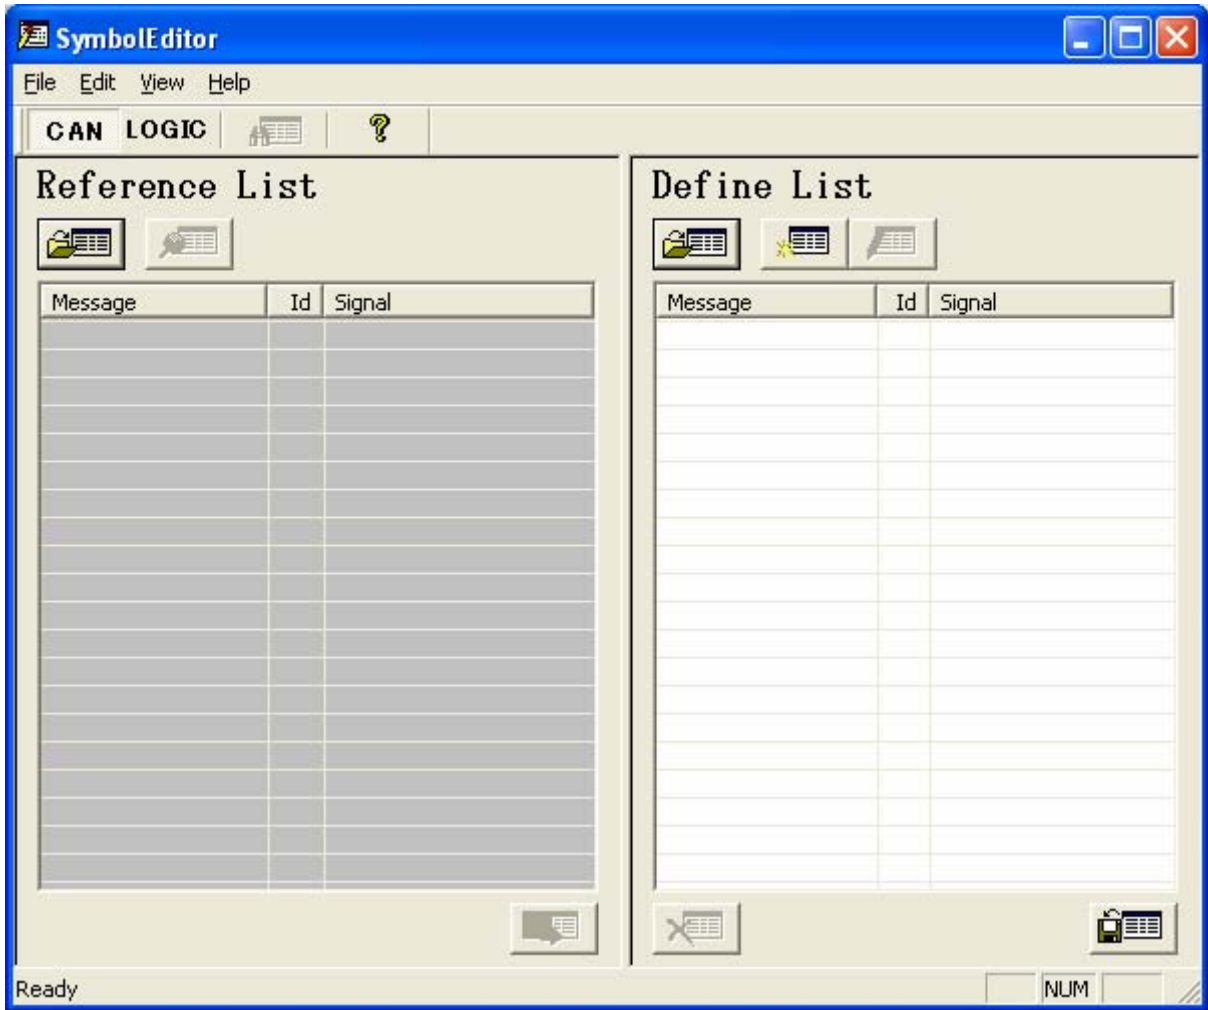 SymbolEditor
File Edit View Help
CAN LOGIC
Reference List
Define List
Message Id Signal
Message Id Signal
Ready
NUM